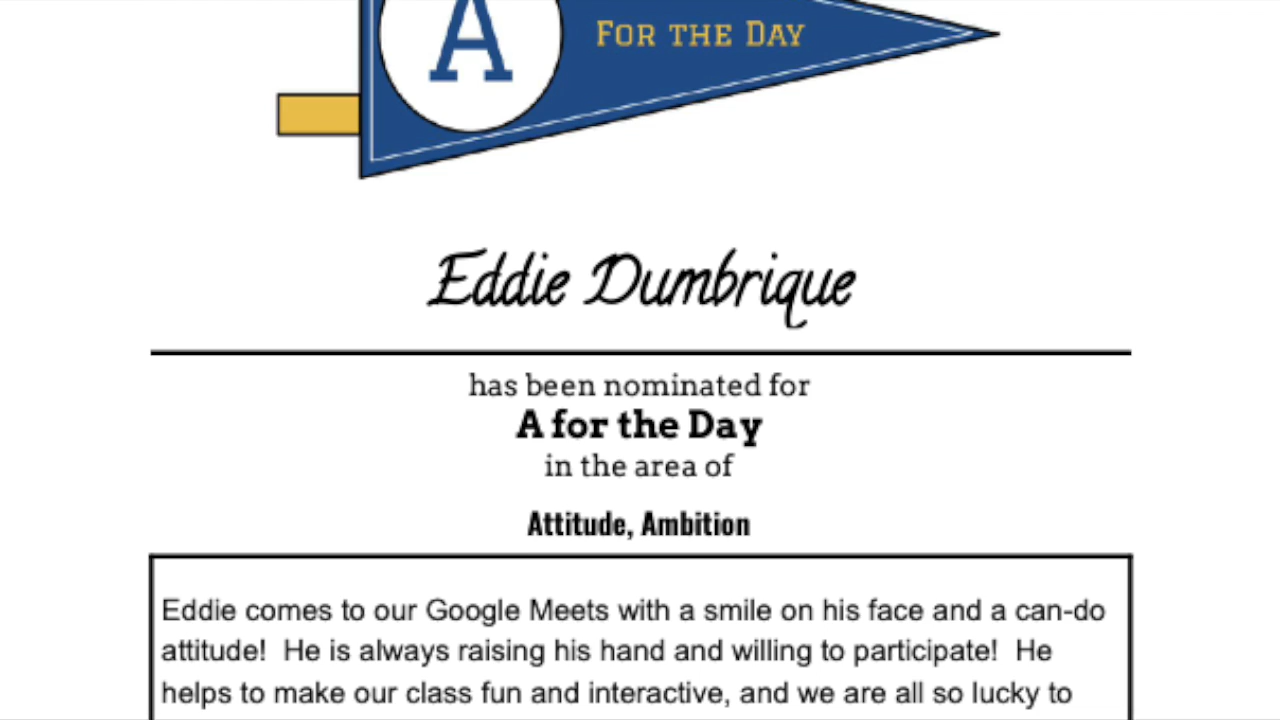 A
For the Day
Eddie Dumbrique
has been nominated for
A for the Day
in the area of
Attitude, Ambition
Eddie comes to our Google Meets with a smile on his face and a can-do
attitude!  He is always raising his hand and willing to participate!  He
helps to make our class fun and interactive, and we are all so lucky to